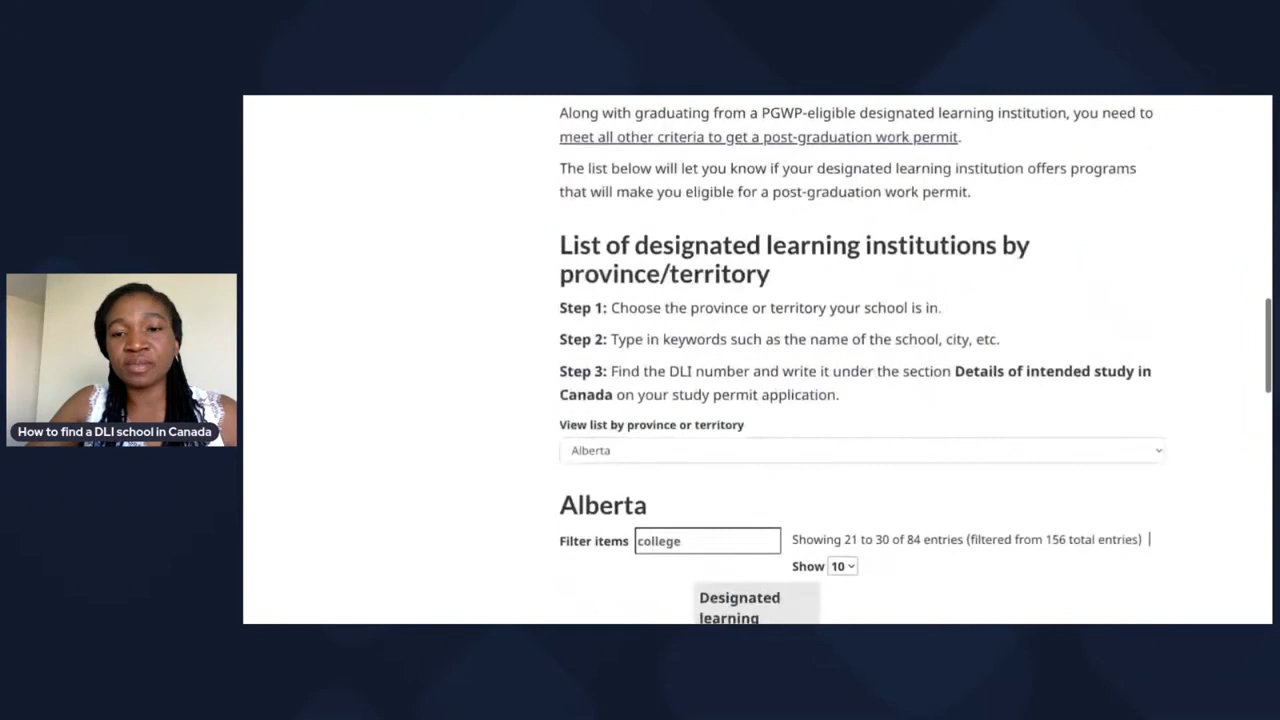 Along with graduating from a PGWP-eligible designated learning institution, you need to
meet all other criteria to get a post-graduation work permit.
The list below will let you know if your designated learning institution offers programs
that will make you eligible for a post-graduation work permit.
List of designated learning institutions by
province/territory
Step 1: Choose the province or territory your school is in.
Step 2: Type in keywords such as the name of the school, city, etc.
Step 3: Find the DLI number and write it under the section Details of intended study in
Canada on your study permit application.
View list by province or territory
Alberta
Alberta
Filter items college Showing 21 to 30 of 84 entries (filtered from 156 total entries) |
Show 10
Designated
learning
How to find a DLI school in Canada